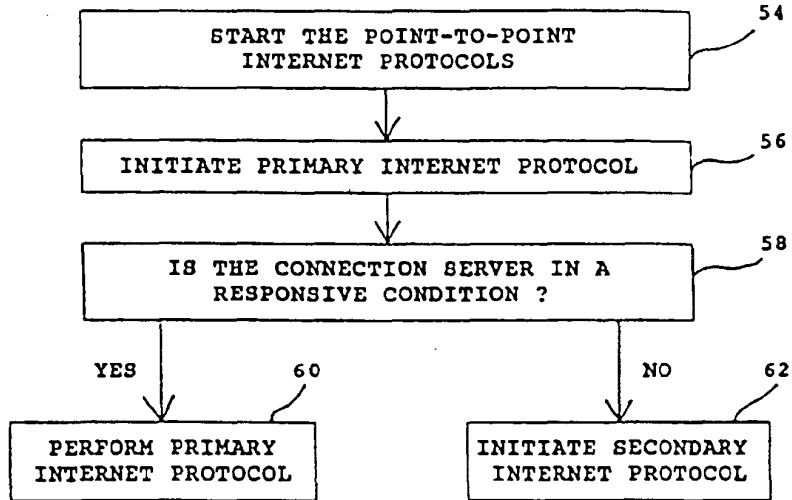 54
START THE POINT-TO-POINT
INTERNET PROTOCOLS
56
INITIATE PRIMARY INTERNET PROTOCOL
58
IS THE CONNECTION SERVER IN A
RESPONSIVE CONDITION ?
YES
60
NO
62
PERFORM PRIMARY
INTERNET PROTOCOL
INITIATE SECONDARY
INTERNET PROTOCOL